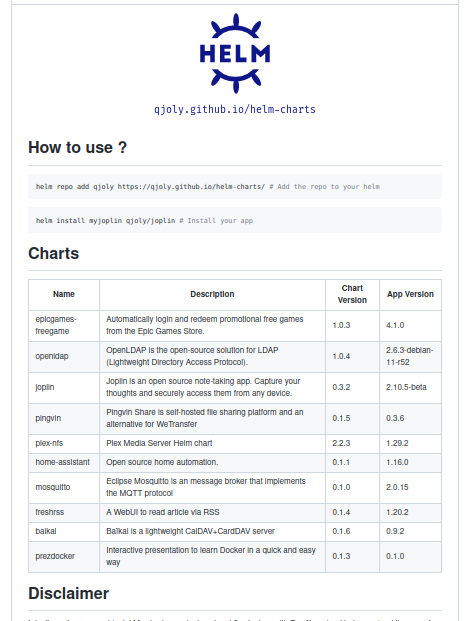 HELM
qjoly.github.io/helm-charts
How to use ?
helm repo add qjoly https://qjoly.github.io/helm-charts/ # Add the repo to your helm
helm install myjoplin qjoly/joplin # Install your app
Charts
Name Description Chart Version App Version
epicgames-freegame Automatically login and redeem promotional free games from the Epic Games Store. 1.0.3 4.1.0
openldap OpenLDAP is the open-source solution for LDAP (Lightweight Directory Access Protocol). 1.0.4 2.6.3-debian-11-r52
joplin Joplin is an open source note-taking app. Capture your thoughts and securely access them from any device. 0.3.2 2.10.5-beta
pingvin Pingvin Share is self-hosted file sharing platform and an alternative for WeTransfer 0.1.5 0.3.6
plex-nfs Plex Media Server Helm chart 2.2.3 1.29.2
home-assistant Open source home automation. 0.1.1 1.16.0
mosquitto Eclipse Mosquitto is an message broker that implements the MQTT protocol 0.1.0 2.0.15
freshrss A WebUI to read article via RSS 0.1.4 1.20.2
baikal Baïkal is a lightweight CalDAV+CardDAV server 0.1.6 0.9.2
prezdocker Interactive presentation to learn Docker in a quick and easy way 0.1.3 0.1.0
Disclaimer